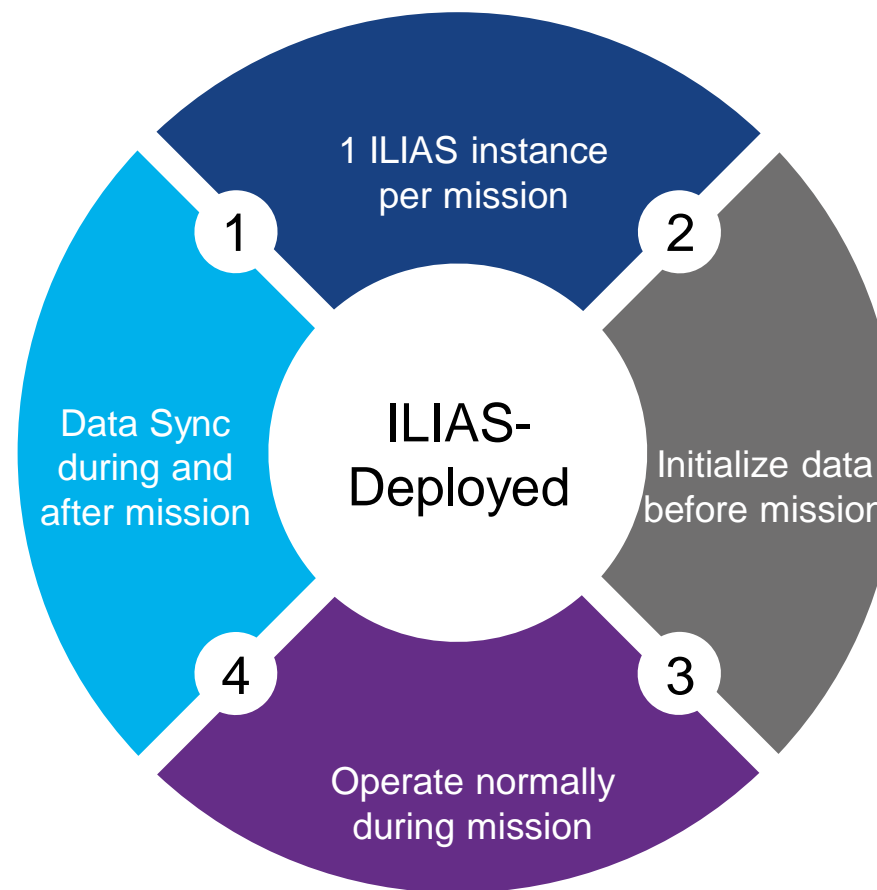 1 ILIAS instance
per mission
1
2
Data Sync
during and
after mission
ILIAS-
Deployed
Initialize data
before mission
4
3
Operate normally
during mission